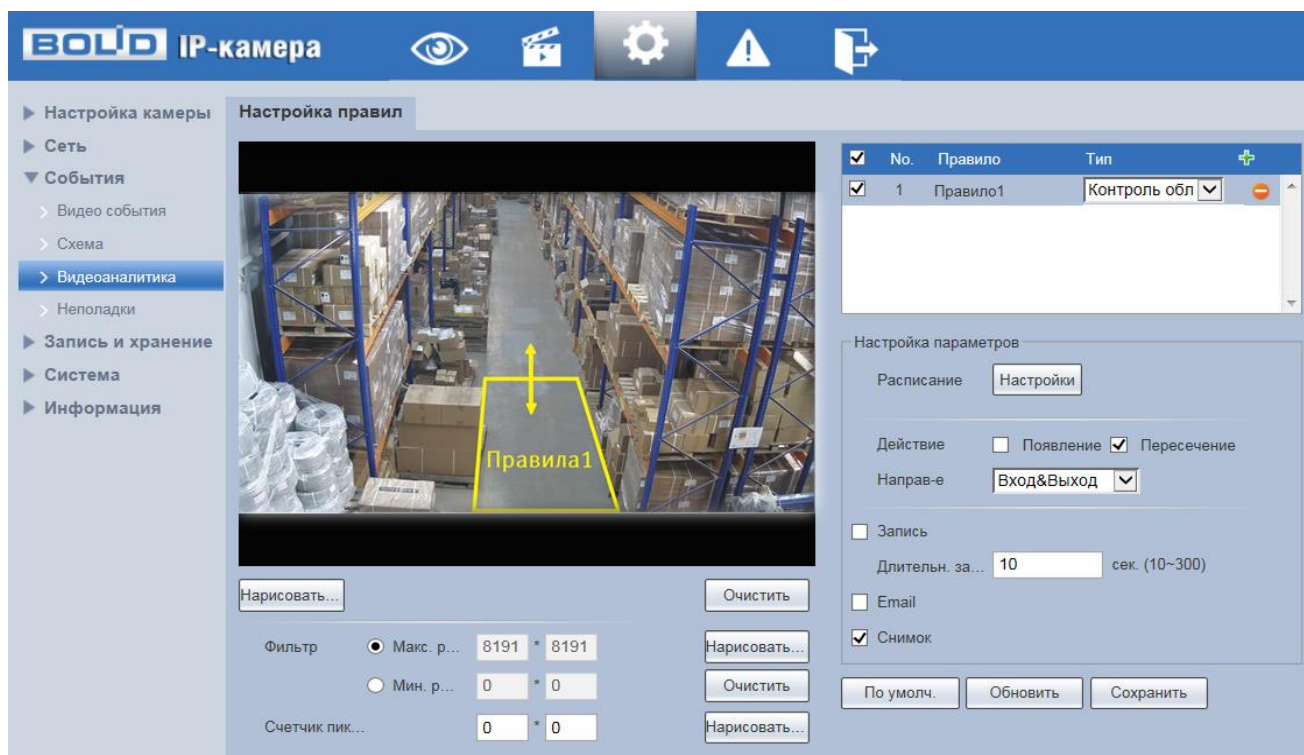 BOLID IP-камера
Настройка камеры
Сеть
События
Видео события
Схема
Видеоаналитика
Неполадки
Запись и хранение
Система
Информация
Настройка правил
Правила1
Нарисовать...
Очистить
Фильтр Макс. р... 8191 * 8191 Нарисовать...
Мин. р... 0 * 0 Очистить
Счетчик пик... 0 * 0 Нарисовать...
No. Правило Тип
1 Правило1 Контроль обл
Настройка параметров
Расписание Настройки
Действие Появление Пересечение
Направ-е Вход&Выход
Запись
Длительн. за... 10 сек. (10~300)
Email
Снимок
По умолч. Обновить Сохранить